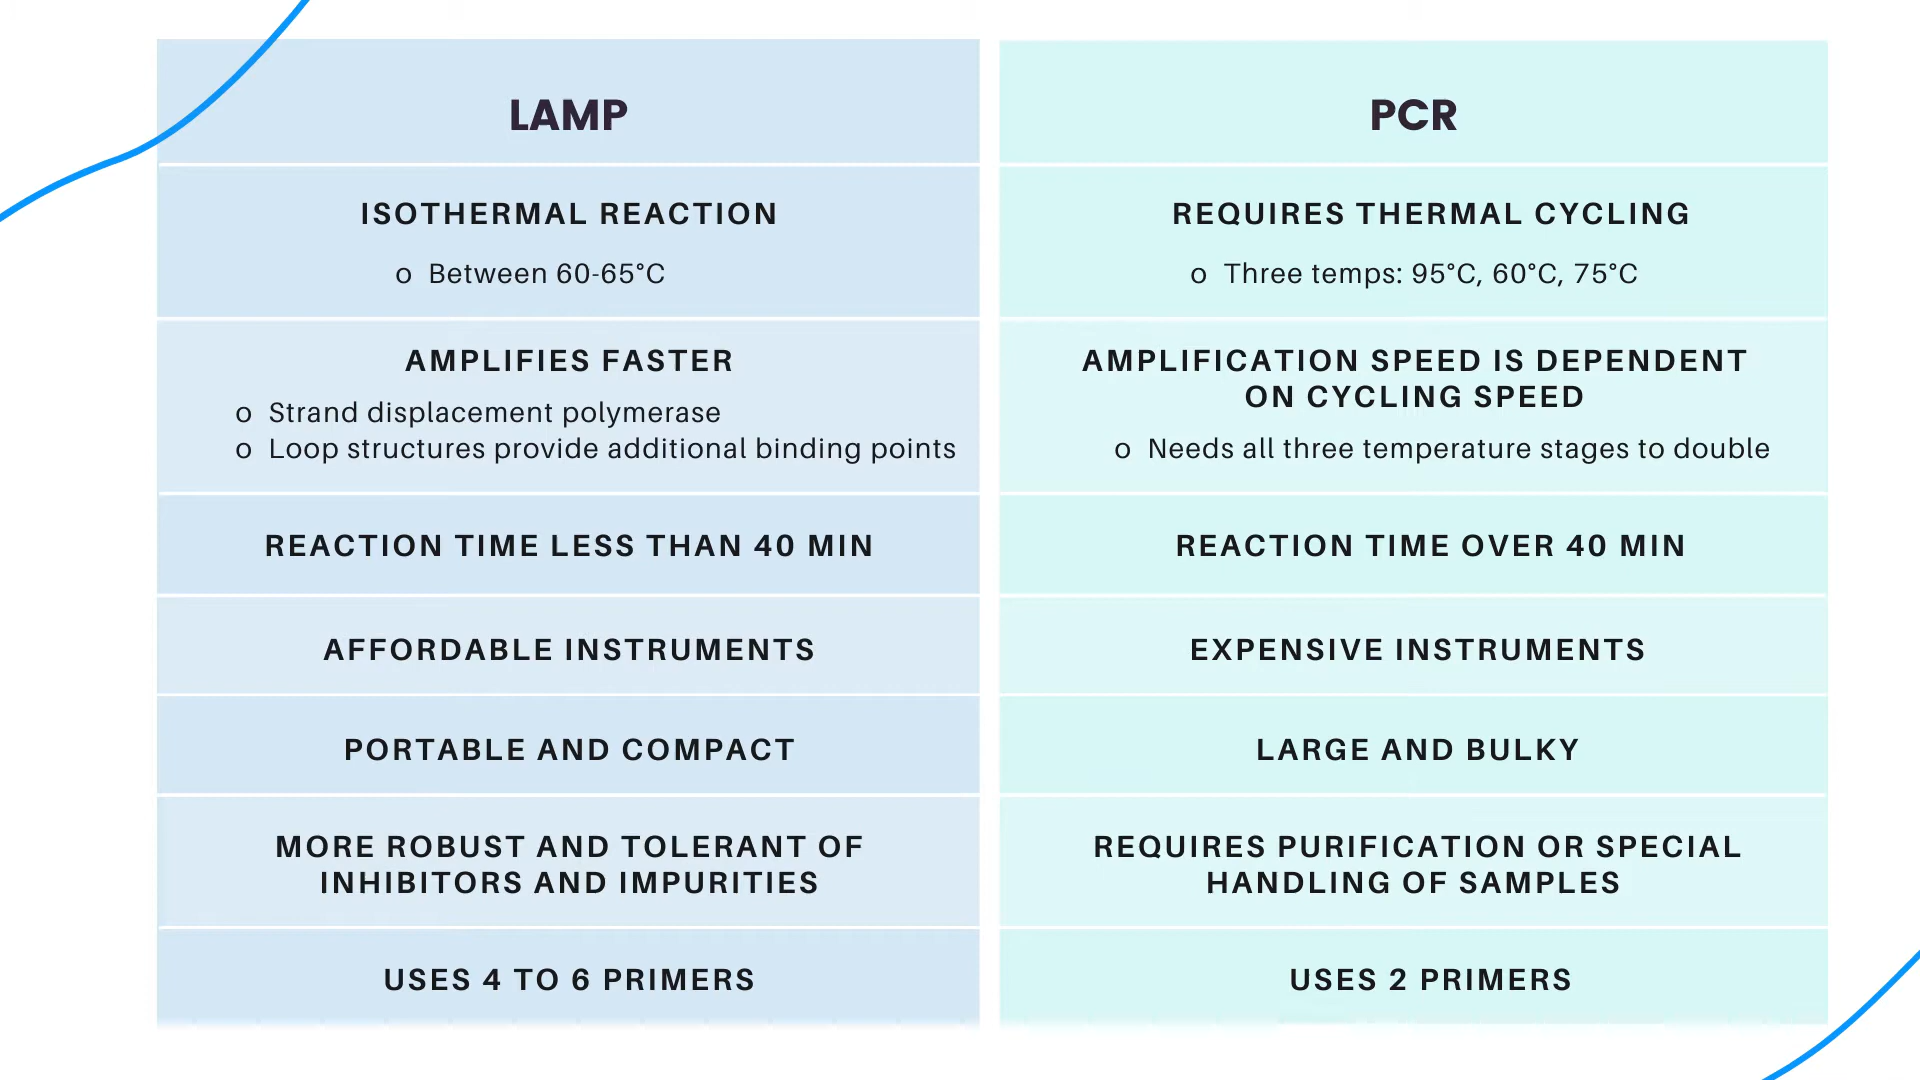 LAMP
PCR
ISOTHERMAL REACTION
o Between 60-65°C
REQUIRES THERMAL CYCLING
o Three temps: 95°C, 60°C, 75°C
AMPLIFIES FASTER
o Strand displacement polymerase
o Loop structures provide additional binding points
AMPLIFICATION SPEED IS DEPENDENT
ON CYCLING SPEED
o Needs all three temperature stages to double
REACTION TIME LESS THAN 40 MIN
REACTION TIME OVER 40 MIN
AFFORDABLE INSTRUMENTS
EXPENSIVE INSTRUMENTS
PORTABLE AND COMPACT
LARGE AND BULKY
MORE ROBUST AND TOLERANT OF
INHIBITORS AND IMPURITIES
REQUIRES PURIFICATION OR SPECIAL
HANDLING OF SAMPLES
USES 4 TO 6 PRIMERS
USES 2 PRIMERS